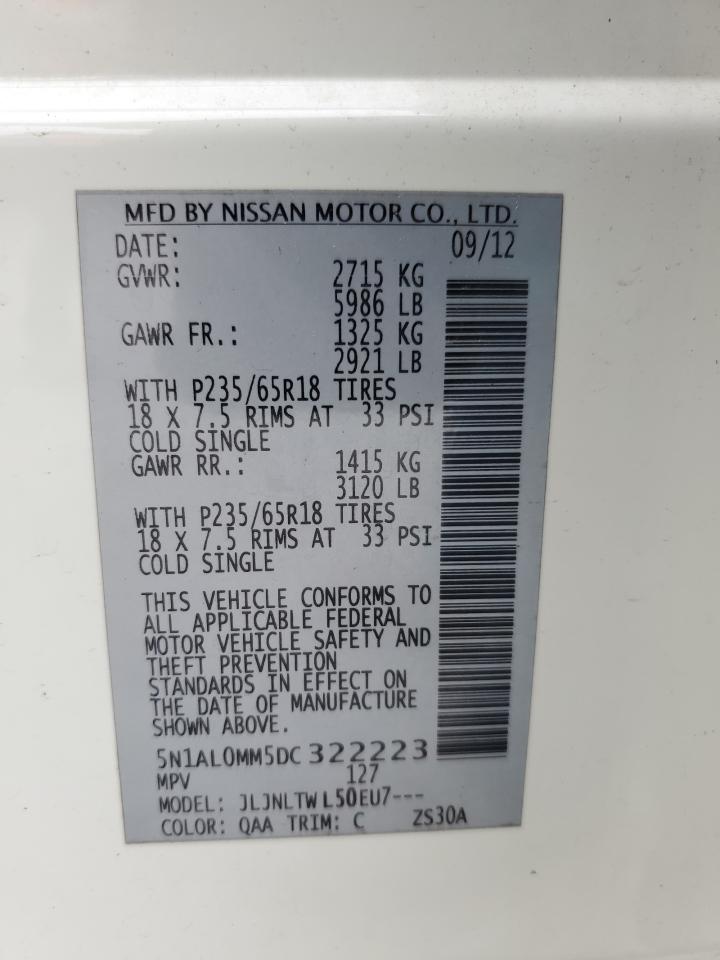 MFD BY NISSAN MOTOR CO., LTD.
DATE: 09/12
GVWR: 2715 KG
5986 LB
GAWR FR.: 1325 KG
2921 LB
WITH P235/65R18 TIRES
18 X 7.5 RIMS AT 33 PSI
COLD SINGLE
GAWR RR.: 1415 KG
3120 LB
WITH P235/65R18 TIRES
18 X 7.5 RIMS AT 33 PSI
COLD SINGLE
THIS VEHICLE CONFORMS TO
ALL APPLICABLE FEDERAL
MOTOR VEHICLE SAFETY AND
THEFT PREVENTION
STANDARDS IN EFFECT ON
THE DATE OF MANUFACTURE
SHOWN ABOVE.
5N1AL0MM5DC 322223
MPV 127
MODEL: JLJNLTWL50EU7---
COLOR: QAA TRIM: C ZS30A